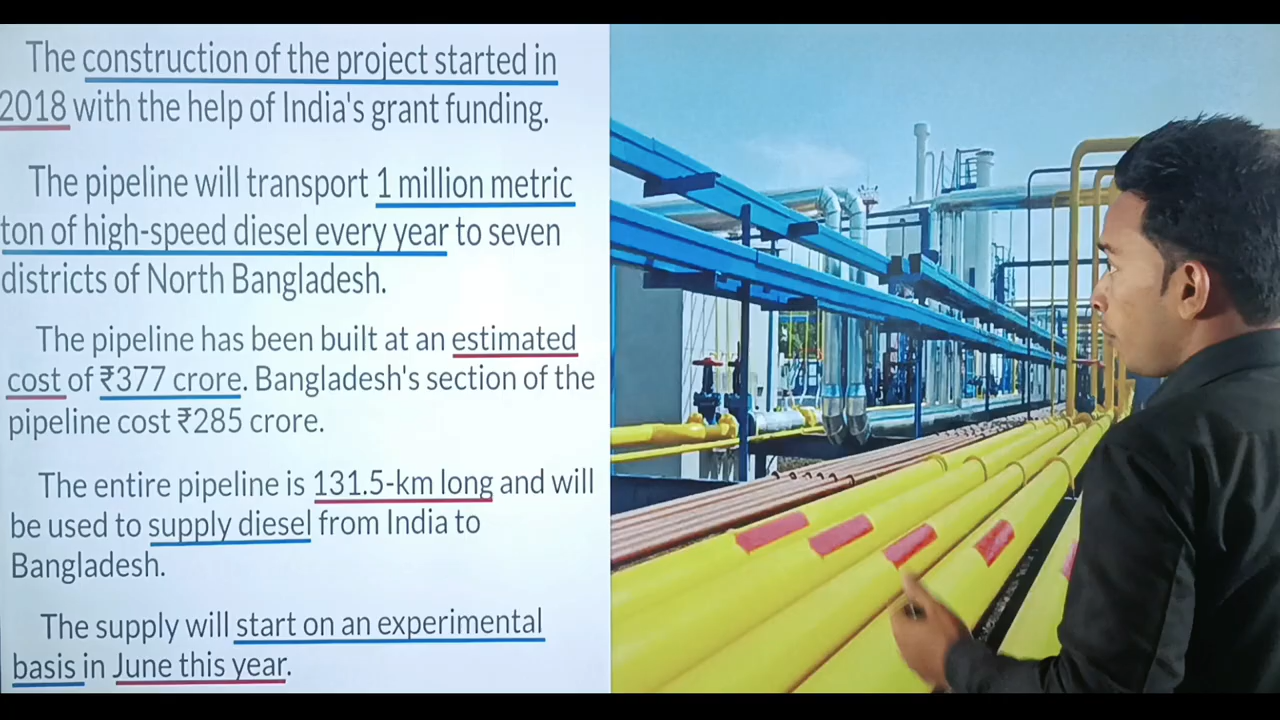 The construction of the project started in
2018 with the help of India's grant funding.
The pipeline will transport 1 million metric
ton of high-speed diesel every year to seven
districts of North Bangladesh.
The pipeline has been built at an estimated
cost of ₹377 crore. Bangladesh's section of the
pipeline cost ₹285 crore.
The entire pipeline is 131.5-km long and will
be used to supply diesel from India to
Bangladesh.
The supply will start on an experimental
basis in June this year.